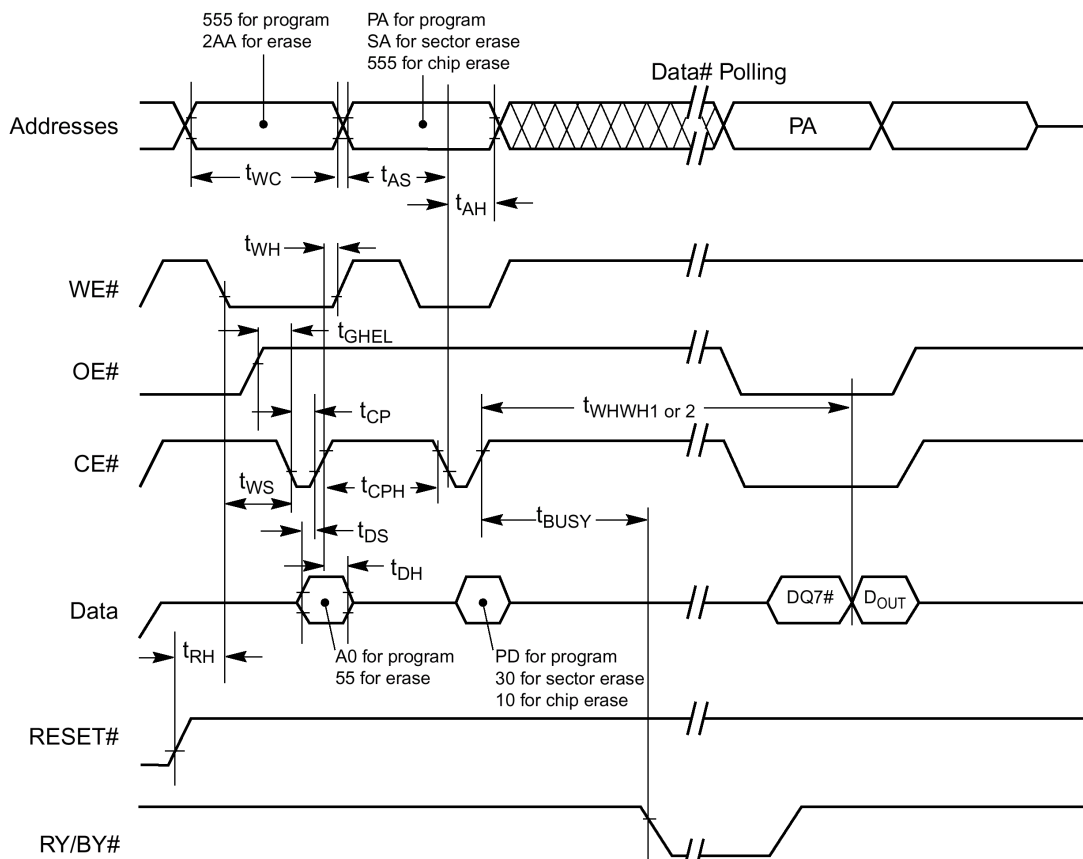 555 for program
2AA for erase
PA for program
SA for sector erase
555 for chip erase
Data# Polling
Addresses
PA
tWC
tAS
tAH
tWH
WE#
tGHEL
OE#
tCP
tWHWH1 or 2
CE#
tWS
tCPH
tDS
tBUSY
tDH
Data
DQ7#
DOUT
tRH
A0 for program
55 for erase
PD for program
30 for sector erase
10 for chip erase
RESET#
RY/BY#